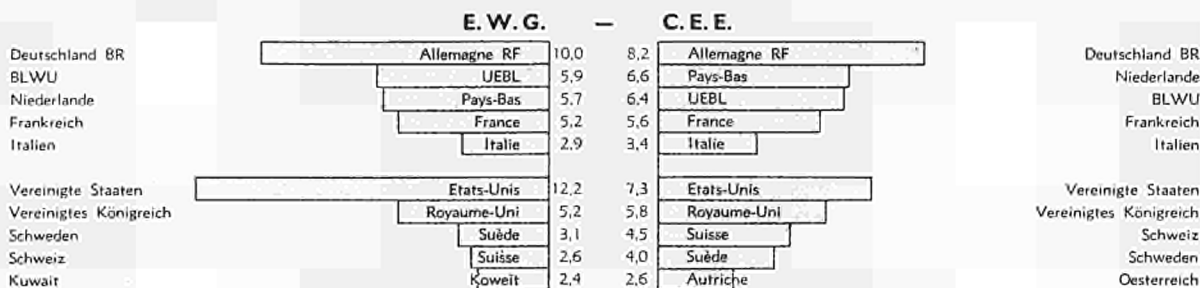 E. W. G. — C. E. E.
Deutschland BR Allemagne RF 10,0 8,2 Allemagne RF Deutschland BR
BLWU UEBL 5,9 6,6 Pays-Bas Niederlande
Niederlande Pays-Bas 5,7 6,4 UEBL BLWU
Frankreich France 5,2 5,6 France Frankreich
Italien Italie 2,9 3,4 Italie Italien
Vereinigte Staaten Etats-Unis 12,2 7,3 Etats-Unis Vereinigte Staaten
Vereinigtes Königreich Royaume-Uni 5,2 5,8 Royaume-Uni Vereinigtes Königreich
Schweden Suède 3,1 4,5 Suisse Schweiz
Schweiz Suisse 2,6 4,0 Suède Schweden
Kuwait Koweït 2,4 2,6 Autriche Oesterreich